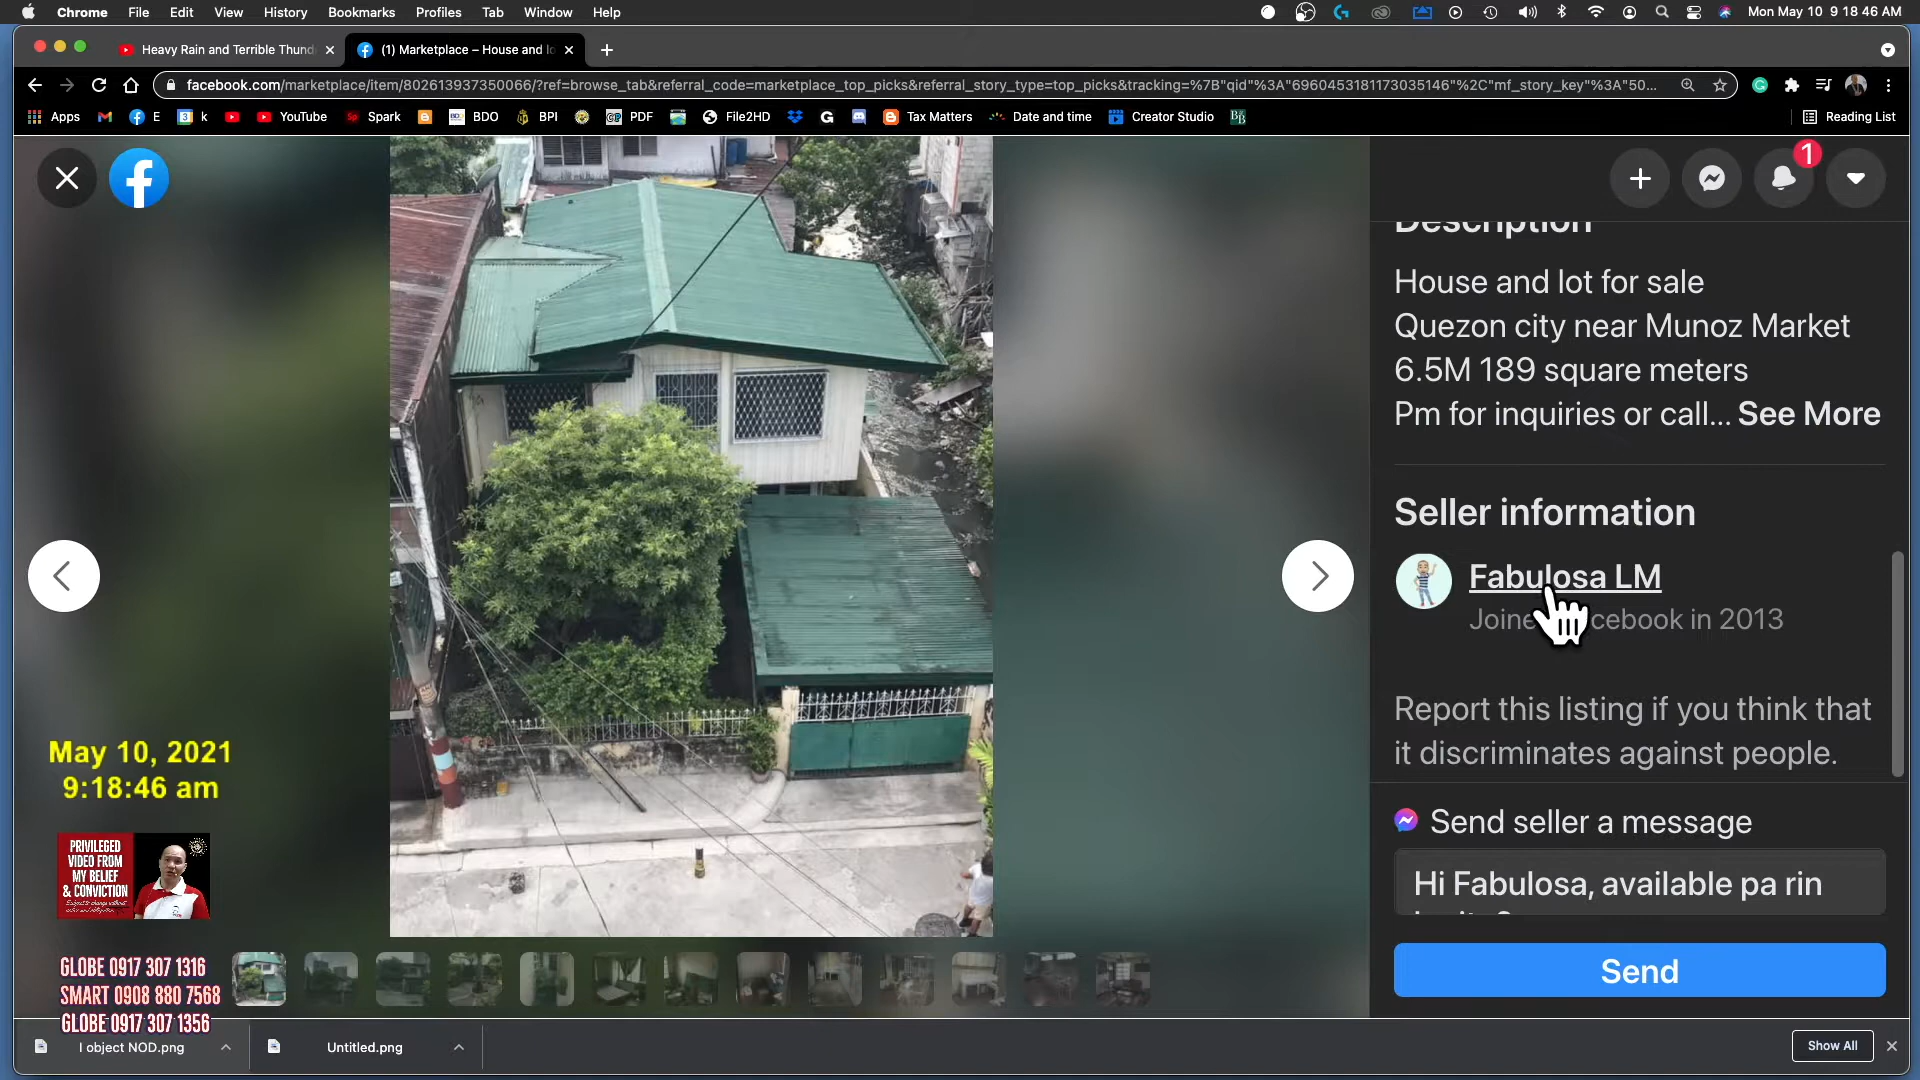 Chrome File Edit View History Bookmarks Profiles Tab Window Help Mon May 10 9 18 46 AM
Heavy Rain and Terrible Thund
(1) Marketplace – House and lo
facebook.com/marketplace/item/802613937350066/?ref=browse_tab&referral_code=marketplace_top_picks&referral_story_type=top_picks&tracking=%7B"qid"%3A"6960453181173035146"%2C"mf_story_key"%3A"50...
Apps E k YouTube Spark BDO BPI PDF File2HD Tax Matters Date and time Creator Studio Reading List
1
Description
House and lot for sale
Quezon city near Munoz Market
6.5M 189 square meters
Pm for inquiries or call... See More
Seller information
Fabulosa LM
Joine cebook in 2013
Report this listing if you think that
it discriminates against people.
Send seller a message
Hi Fabulosa, available pa rin
Send
May 10, 2021
9:18:46 am
PRIVILEGED
VIDEO FROM
MY BELIEF
& CONVICTION
GLOBE 0917 307 1316
SMART 0908 880 7568
GLOBE 0917 307 1356
I object NOD.png
Untitled.png
Show All